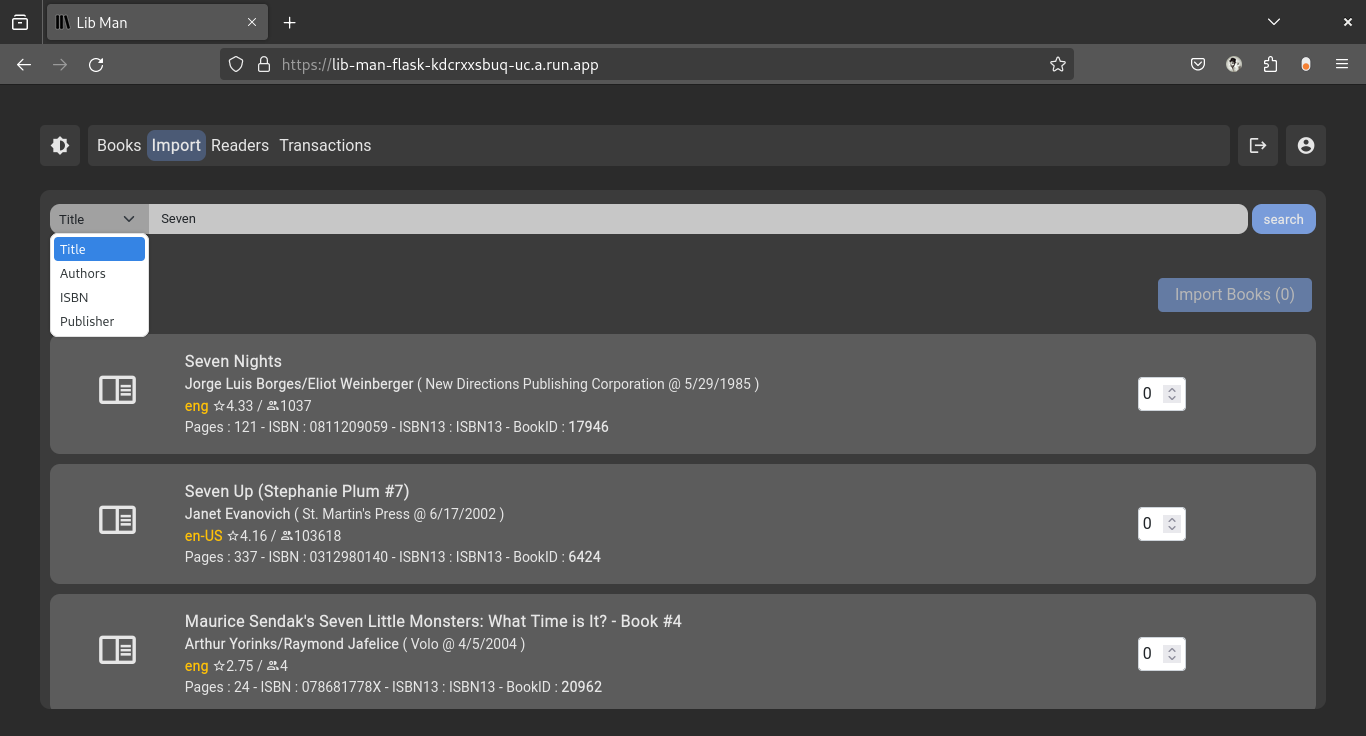 Lib Man
https://lib-man-flask-kdcrxxsbuq-uc.a.run.app
Books Import Readers Transactions
Title Seven search
Title
Authors
ISBN
Publisher
Import Books (0)
Seven Nights
Jorge Luis Borges/Eliot Weinberger ( New Directions Publishing Corporation @ 5/29/1985 )
eng ☆4.33 / 1037
Pages : 121 - ISBN : 0811209059 - ISBN13 : ISBN13 - BookID : 17946
0
Seven Up (Stephanie Plum #7)
Janet Evanovich ( St. Martin's Press @ 6/17/2002 )
en-US ☆4.16 / 103618
Pages : 337 - ISBN : 0312980140 - ISBN13 : ISBN13 - BookID : 6424
0
Maurice Sendak's Seven Little Monsters: What Time is It? - Book #4
Arthur Yorinks/Raymond Jafelice ( Volo @ 4/5/2004 )
eng ☆2.75 / 4
Pages : 24 - ISBN : 078681778X - ISBN13 : ISBN13 - BookID : 20962
0